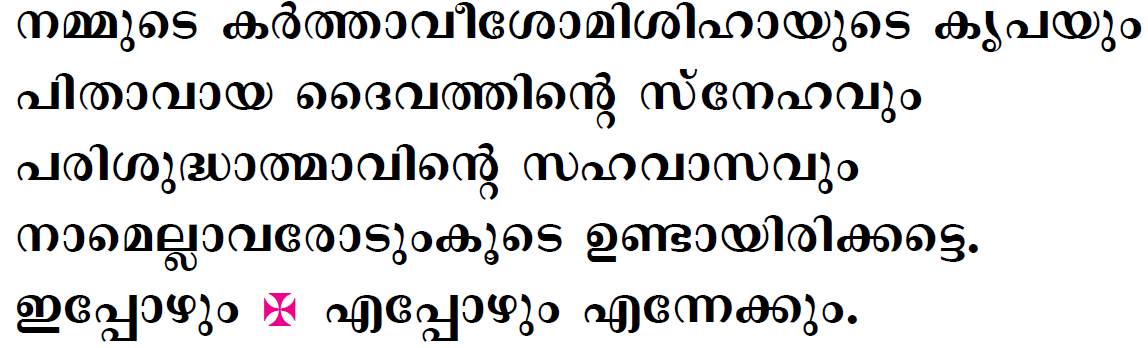 നമ്മുടെ കർത്താവീശോമിശിഹായുടെ കൃപയും
പിതാവായ ദൈവത്തിന്റെ സ്നേഹവും
പരിശുദ്ധാത്മാവിന്റെ സഹവാസവും
നാമെല്ലാവരോടുംകൂടെ ഉണ്ടായിരിക്കട്ടെ.
ഇപ്പോഴും ✠ എപ്പോഴും എന്നേക്കും.